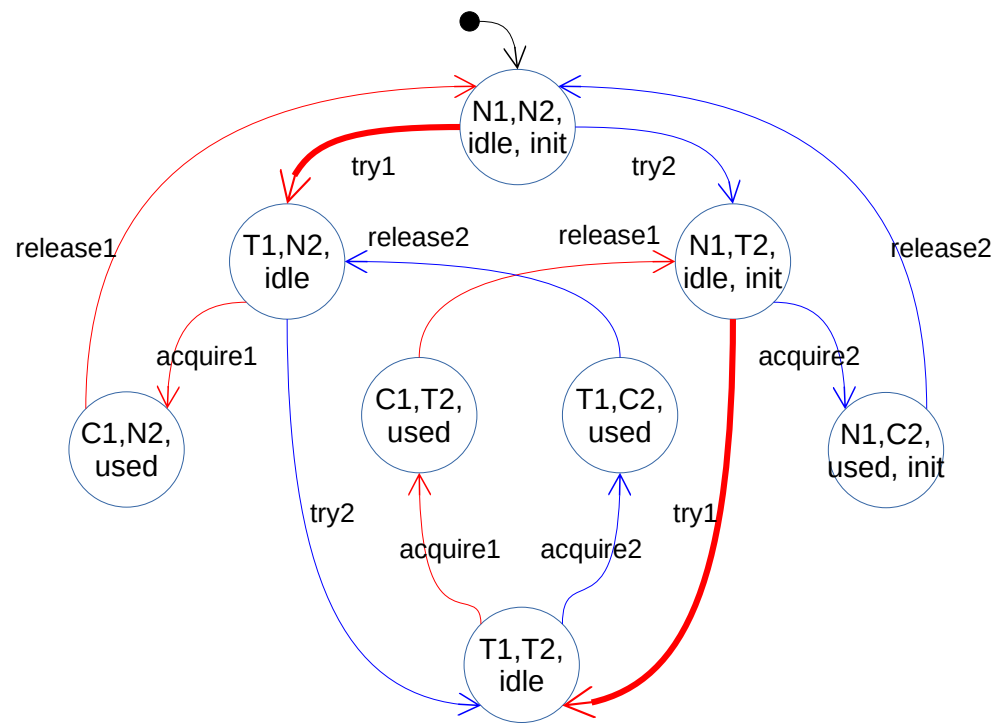 N1,N2,
idle, init
try1
try2
release1
T1,N2,
idle
release2
release1
N1,T2,
idle, init
release2
acquire1
acquire2
C1,N2,
used
C1,T2,
used
T1,C2,
used
N1,C2,
used, init
try2
try1
acquire1
acquire2
T1,T2,
idle